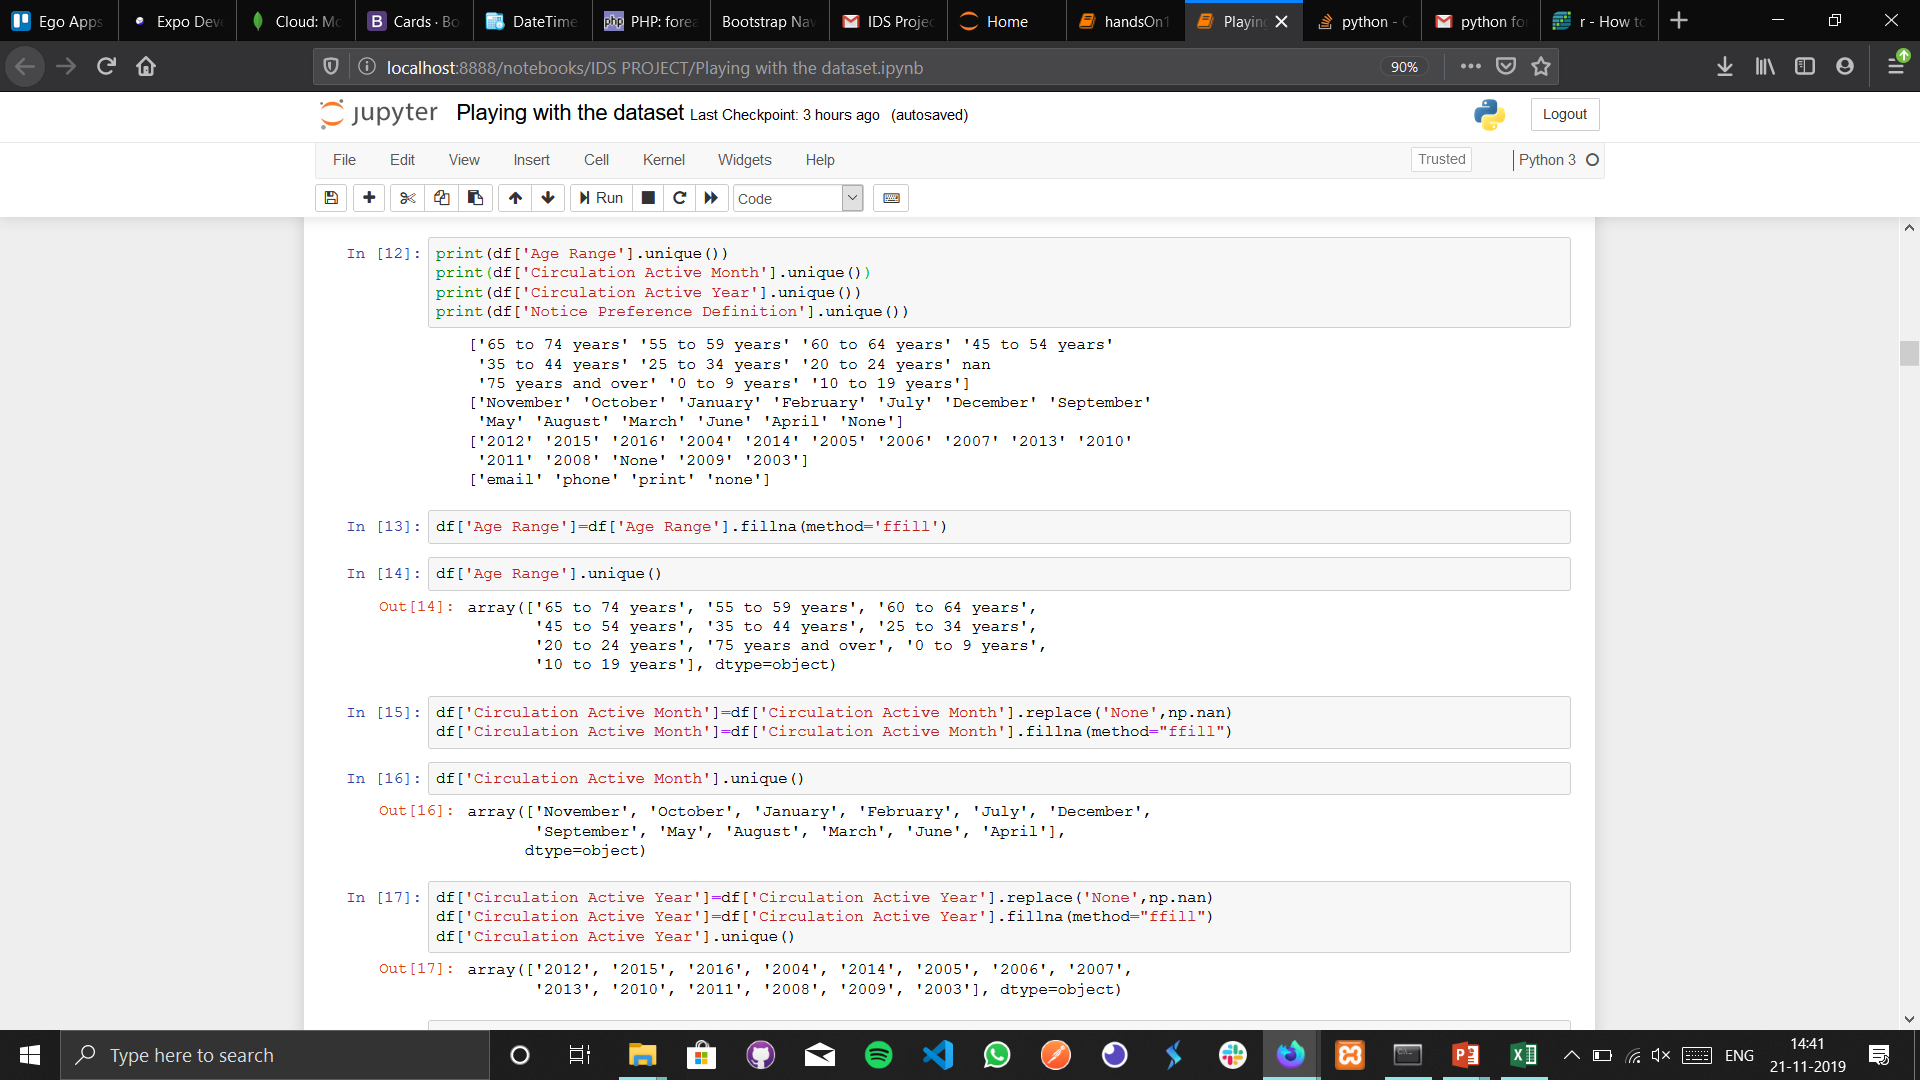 Ego Apps
Expo Dev
Cloud: Mo
Cards · Bo
DateTime
PHP: forea
Bootstrap Nav
IDS Projec
Home
handsOn1
Playing
python -
python fo
r - How to
localhost:8888/notebooks/IDS PROJECT/Playing with the dataset.ipynb
90%
jupyter Playing with the dataset Last Checkpoint: 3 hours ago (autosaved)
Logout
File Edit View Insert Cell Kernel Widgets Help
Trusted
Python 3
Run
Code
In [12]: print(df['Age Range'].unique())
print(df['Circulation Active Month'].unique())
print(df['Circulation Active Year'].unique())
print(df['Notice Preference Definition'].unique())
['65 to 74 years' '55 to 59 years' '60 to 64 years' '45 to 54 years'
'35 to 44 years' '25 to 34 years' '20 to 24 years' nan
'75 years and over' '0 to 9 years' '10 to 19 years']
['November' 'October' 'January' 'February' 'July' 'December' 'September'
'May' 'August' 'March' 'June' 'April' 'None']
['2012' '2015' '2016' '2004' '2014' '2005' '2006' '2007' '2013' '2010'
'2011' '2008' 'None' '2009' '2003']
['email' 'phone' 'print' 'none']
In [13]: df['Age Range']=df['Age Range'].fillna(method='ffill')
In [14]: df['Age Range'].unique()
Out[14]: array(['65 to 74 years', '55 to 59 years', '60 to 64 years',
'45 to 54 years', '35 to 44 years', '25 to 34 years',
'20 to 24 years', '75 years and over', '0 to 9 years',
'10 to 19 years'], dtype=object)
In [15]: df['Circulation Active Month']=df['Circulation Active Month'].replace('None',np.nan)
df['Circulation Active Month']=df['Circulation Active Month'].fillna(method="ffill")
In [16]: df['Circulation Active Month'].unique()
Out[16]: array(['November', 'October', 'January', 'February', 'July', 'December',
'September', 'May', 'August', 'March', 'June', 'April'],
dtype=object)
In [17]: df['Circulation Active Year']=df['Circulation Active Year'].replace('None',np.nan)
df['Circulation Active Year']=df['Circulation Active Year'].fillna(method="ffill")
df['Circulation Active Year'].unique()
Out[17]: array(['2012', '2015', '2016', '2004', '2014', '2005', '2006', '2007',
'2013', '2010', '2011', '2008', '2009', '2003'], dtype=object)
Type here to search
ENG
14:41
21-11-2019